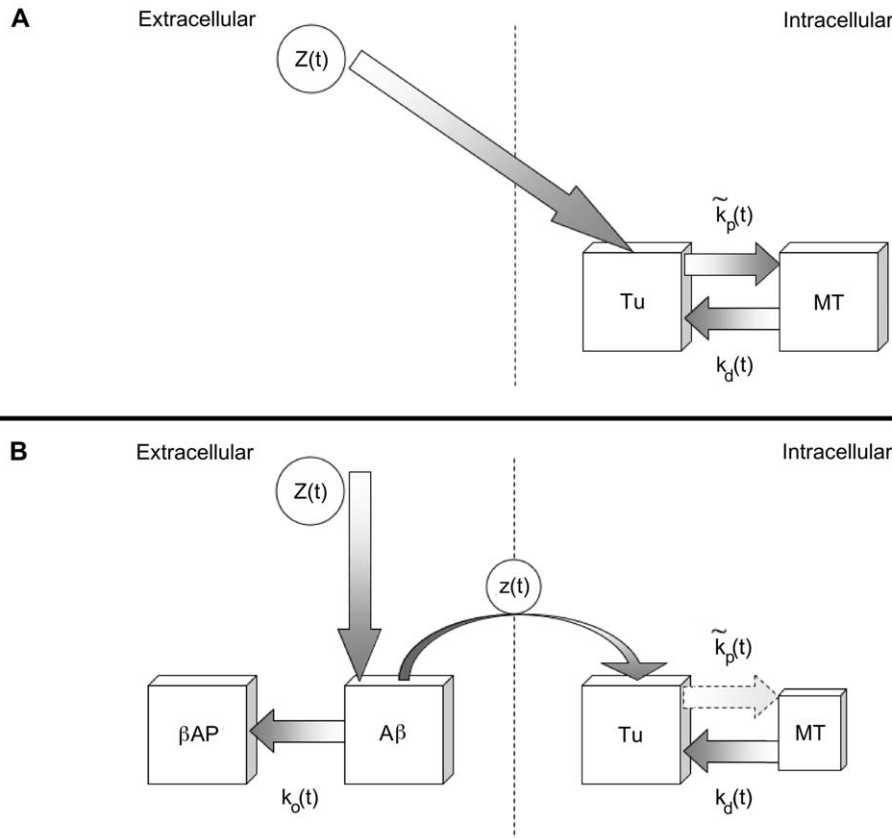 A
Extracellular
Intracellular
Z(t)
k̃p(t)
Tu
MT
kd(t)
B
Extracellular
Intracellular
Z(t)
z(t)
k̃p(t)
βAP
Aβ
Tu
MT
ko(t)
kd(t)